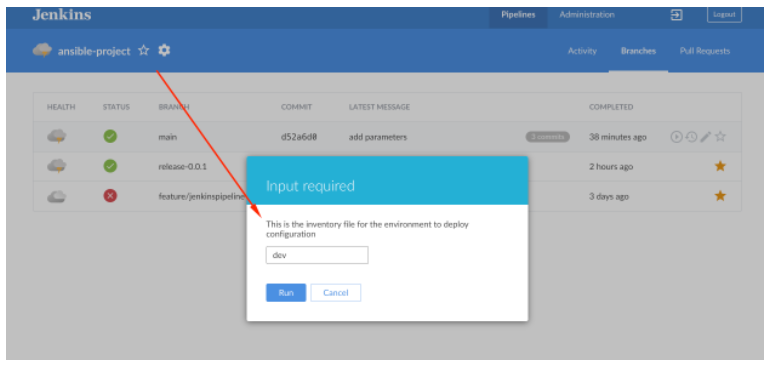 Jenkins
Pipelines
Administration
Logout
ansible-project
Activity
Branches
Pull Requests
HEALTH
STATUS
BRANCH
COMMIT
LATEST MESSAGE
COMPLETED
main
d52a6d0
add parameters
3 commits
38 minutes ago
release-0.0.1
2 hours ago
feature/jenkinspipeline
3 days ago
Input required
This is the inventory file for the environment to deploy
configuration
dev
Run
Cancel